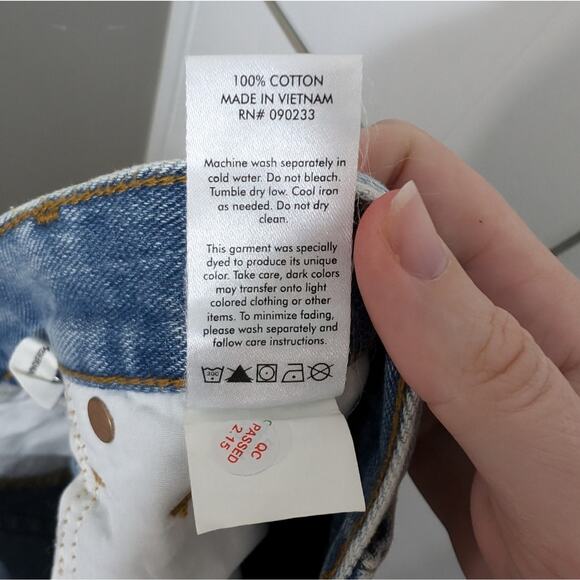 100% COTTON
MADE IN VIETNAM
RN# 090233
Machine wash separately in
cold water. Do not bleach.
Tumble dry low. Cool iron
as needed. Do not dry
clean.
This garment was specially
dyed to produce its unique
color. Take care, dark colors
may transfer onto light
colored clothing or other
items. To minimize fading,
please wash separately and
follow care instructions.
30C
QC
PASSED
2.15